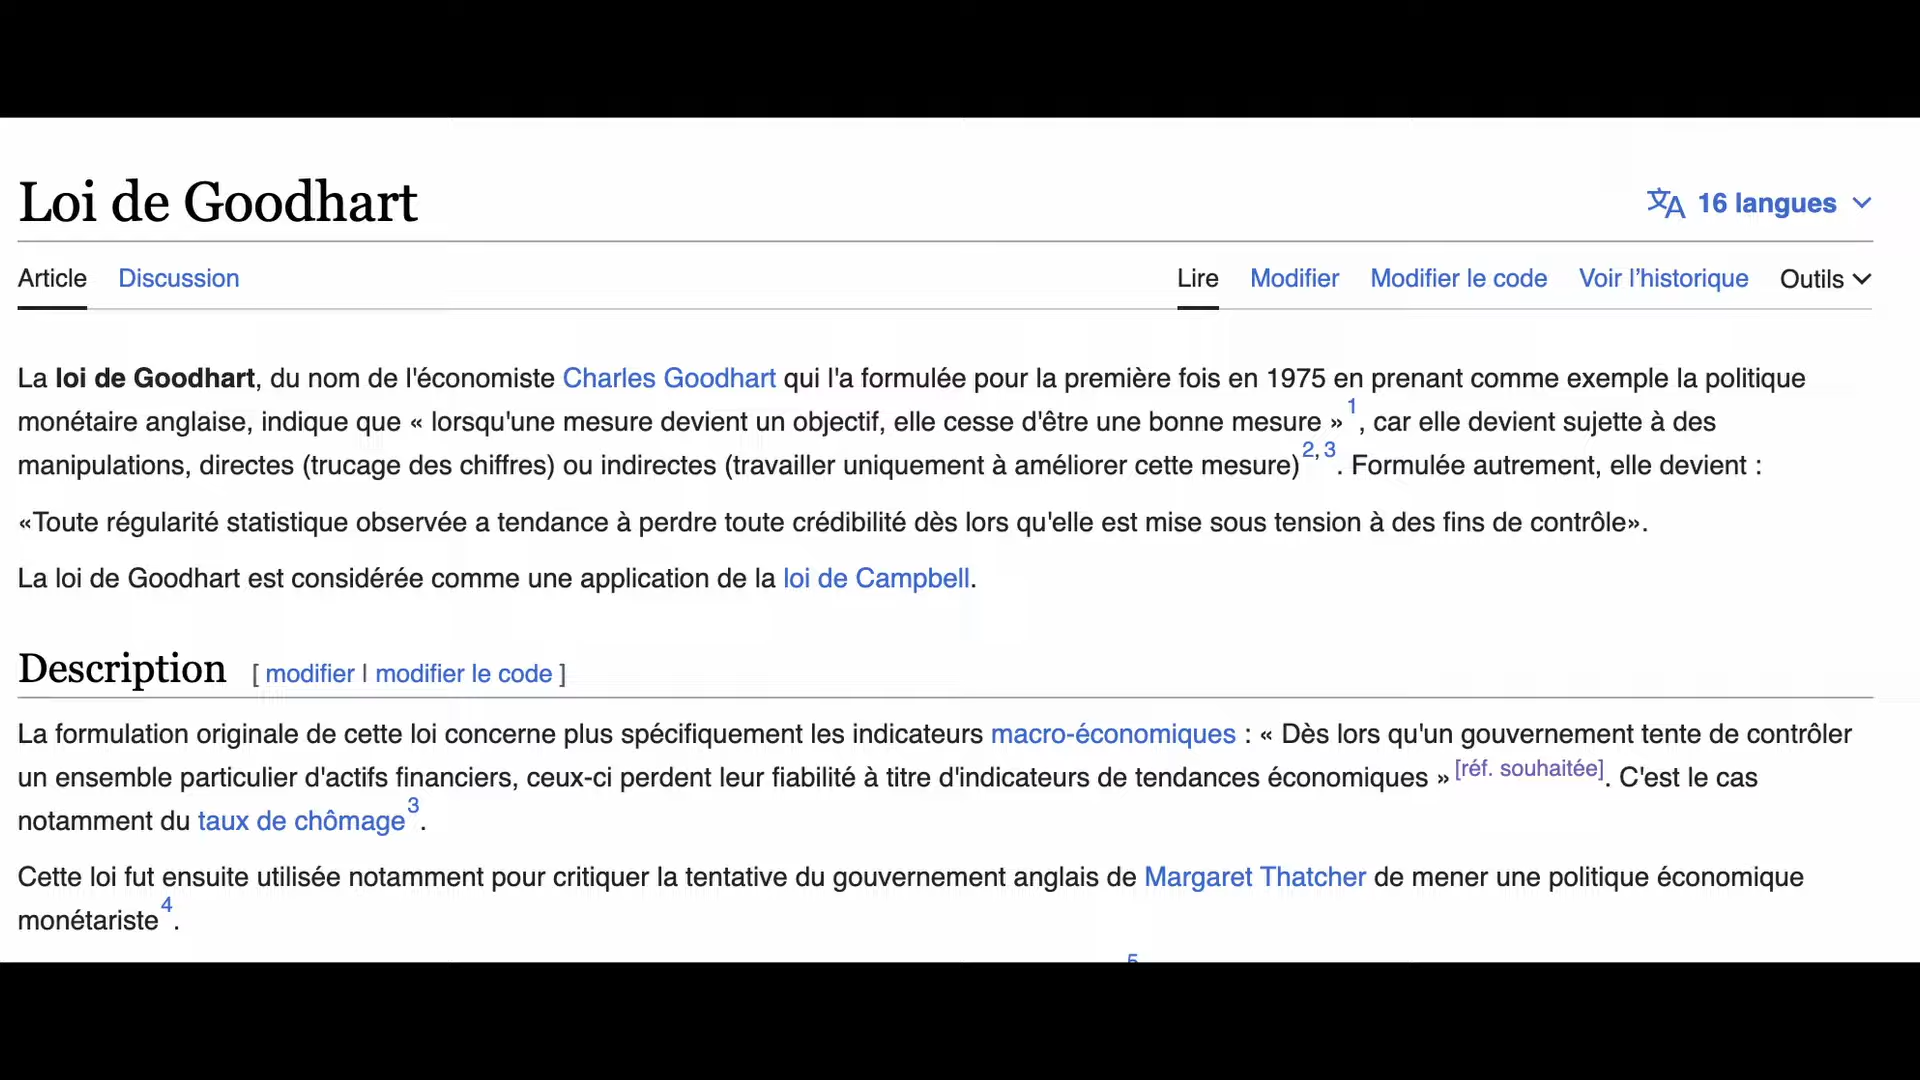 Loi de Goodhart
16 langues
Article Discussion Lire Modifier Modifier le code Voir l’historique Outils
La loi de Goodhart, du nom de l'économiste Charles Goodhart qui l'a formulée pour la première fois en 1975 en prenant comme exemple la politique
monétaire anglaise, indique que « lorsqu'une mesure devient un objectif, elle cesse d'être une bonne mesure »1, car elle devient sujette à des
manipulations, directes (trucage des chiffres) ou indirectes (travailler uniquement à améliorer cette mesure)2,3. Formulée autrement, elle devient :
«Toute régularité statistique observée a tendance à perdre toute crédibilité dès lors qu'elle est mise sous tension à des fins de contrôle».
La loi de Goodhart est considérée comme une application de la loi de Campbell.
Description [ modifier | modifier le code ]
La formulation originale de cette loi concerne plus spécifiquement les indicateurs macro-économiques : « Dès lors qu'un gouvernement tente de contrôler
un ensemble particulier d'actifs financiers, ceux-ci perdent leur fiabilité à titre d'indicateurs de tendances économiques »[réf. souhaitée]. C'est le cas
notamment du taux de chômage3.
Cette loi fut ensuite utilisée notamment pour critiquer la tentative du gouvernement anglais de Margaret Thatcher de mener une politique économique
monétariste4.
5